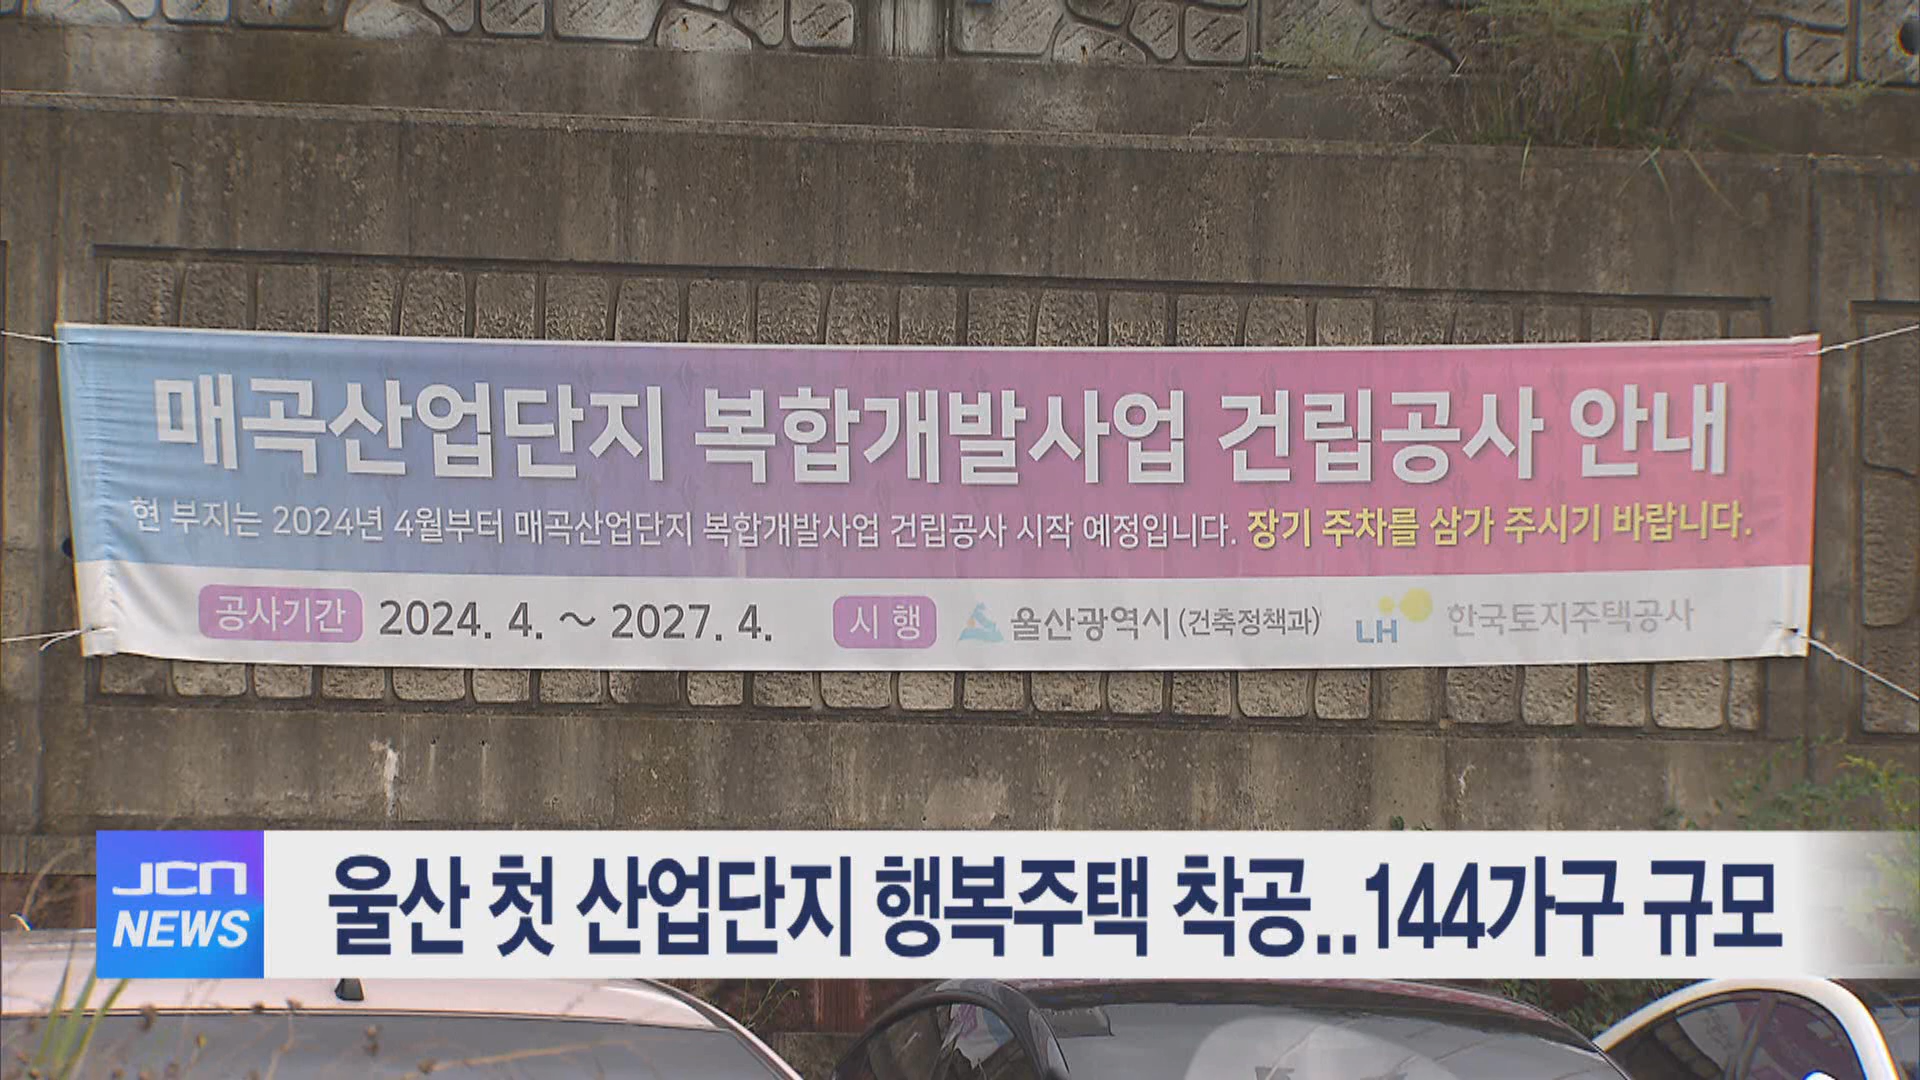 매곡산업단지 복합개발사업 건립공사 안내
현 부지는 2024년 4월부터 매곡산업단지 복합개발사업 건립공사 시작 예정입니다. 장기 주차를 삼가 주시기 바랍니다.
공사기간 2024. 4. ~ 2027. 4. 시 행 울산광역시 (건축정책과) LH 한국토지주택공사
JCN NEWS
울산 첫 산업단지 행복주택 착공..144가구 규모